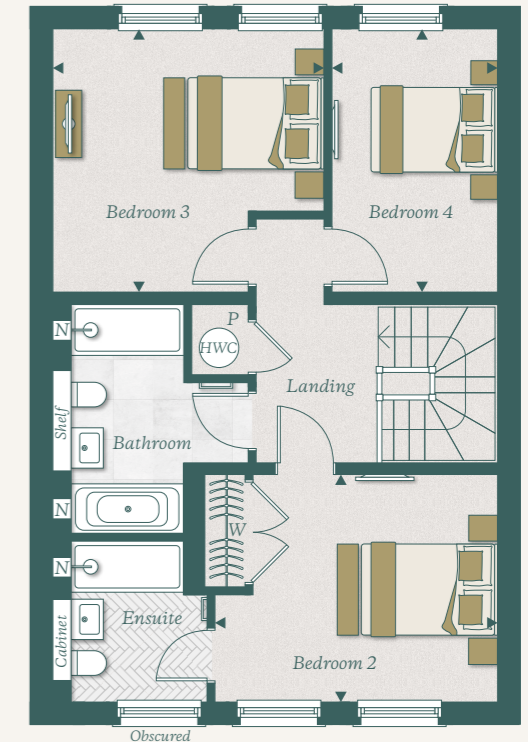 Bedroom 3
Bedroom 4
P
N
HWC
Landing
Shelf
Bathroom
N
W
N
Ensuite
Cabinet
Bedroom 2
Obscured